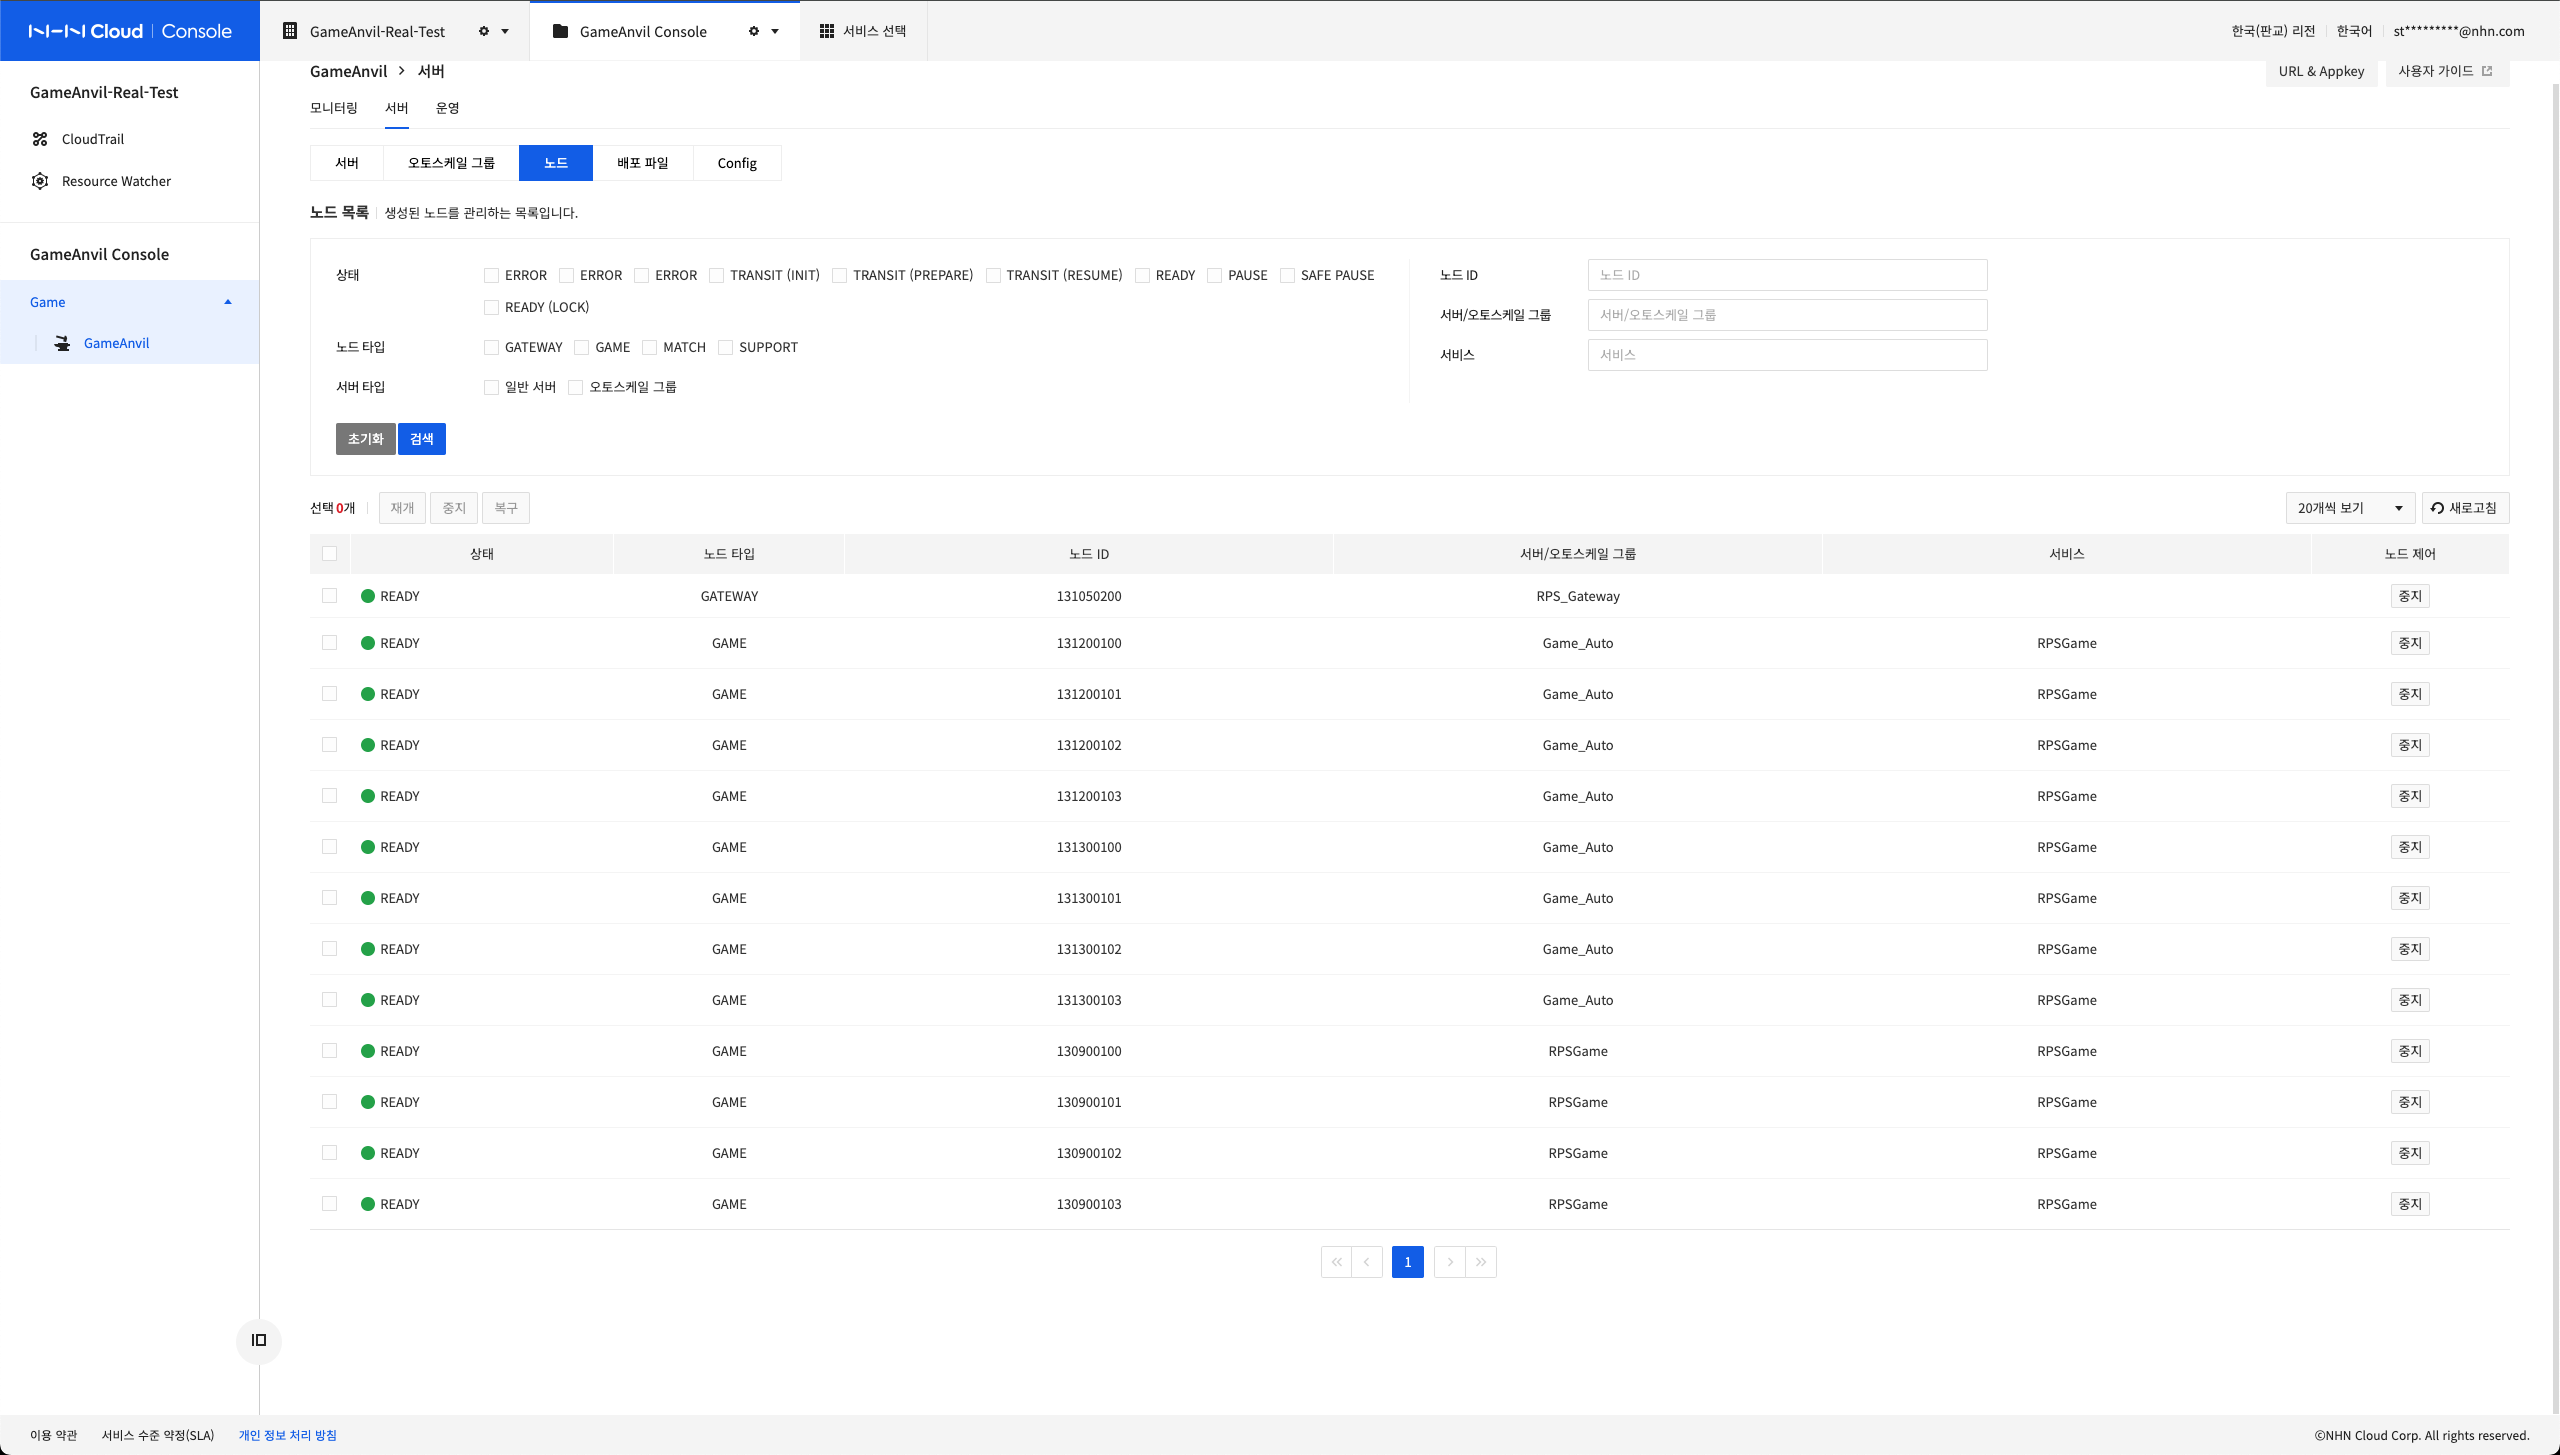 NHN Cloud | Console GameAnvil-Real-Test GameAnvil Console 서비스 선택 한국(판교) 리전 한국어 st*********@nhn.com
GameAnvil-Real-Test
CloudTrail
Resource Watcher
GameAnvil Console
Game
GameAnvil
GameAnvil > 서버 URL & Appkey 사용자 가이드
모니터링 서버 운영
서버 오토스케일 그룹 노드 배포 파일 Config
노드 목록 생성된 노드를 관리하는 목록입니다.
상태 ERROR ERROR ERROR TRANSIT (INIT) TRANSIT (PREPARE) TRANSIT (RESUME) READY PAUSE SAFE PAUSE
READY (LOCK)
노드 타입 GATEWAY GAME MATCH SUPPORT
서버 타입 일반 서버 오토스케일 그룹
노드 ID 노드 ID
서버/오토스케일 그룹 서버/오토스케일 그룹
서비스 서비스
초기화 검색
선택 0개 재개 중지 복구 20개씩 보기 새로고침
상태 노드 타입 노드 ID 서버/오토스케일 그룹 서비스 노드 제어
READY GATEWAY 131050200 RPS_Gateway 중지
READY GAME 131200100 Game_Auto RPSGame 중지
READY GAME 131200101 Game_Auto RPSGame 중지
READY GAME 131200102 Game_Auto RPSGame 중지
READY GAME 131200103 Game_Auto RPSGame 중지
READY GAME 131300100 Game_Auto RPSGame 중지
READY GAME 131300101 Game_Auto RPSGame 중지
READY GAME 131300102 Game_Auto RPSGame 중지
READY GAME 131300103 Game_Auto RPSGame 중지
READY GAME 130900100 RPSGame RPSGame 중지
READY GAME 130900101 RPSGame RPSGame 중지
READY GAME 130900102 RPSGame RPSGame 중지
READY GAME 130900103 RPSGame RPSGame 중지
1
이용 약관 서비스 수준 약정(SLA) 개인 정보 처리 방침 ©NHN Cloud Corp. All rights reserved.